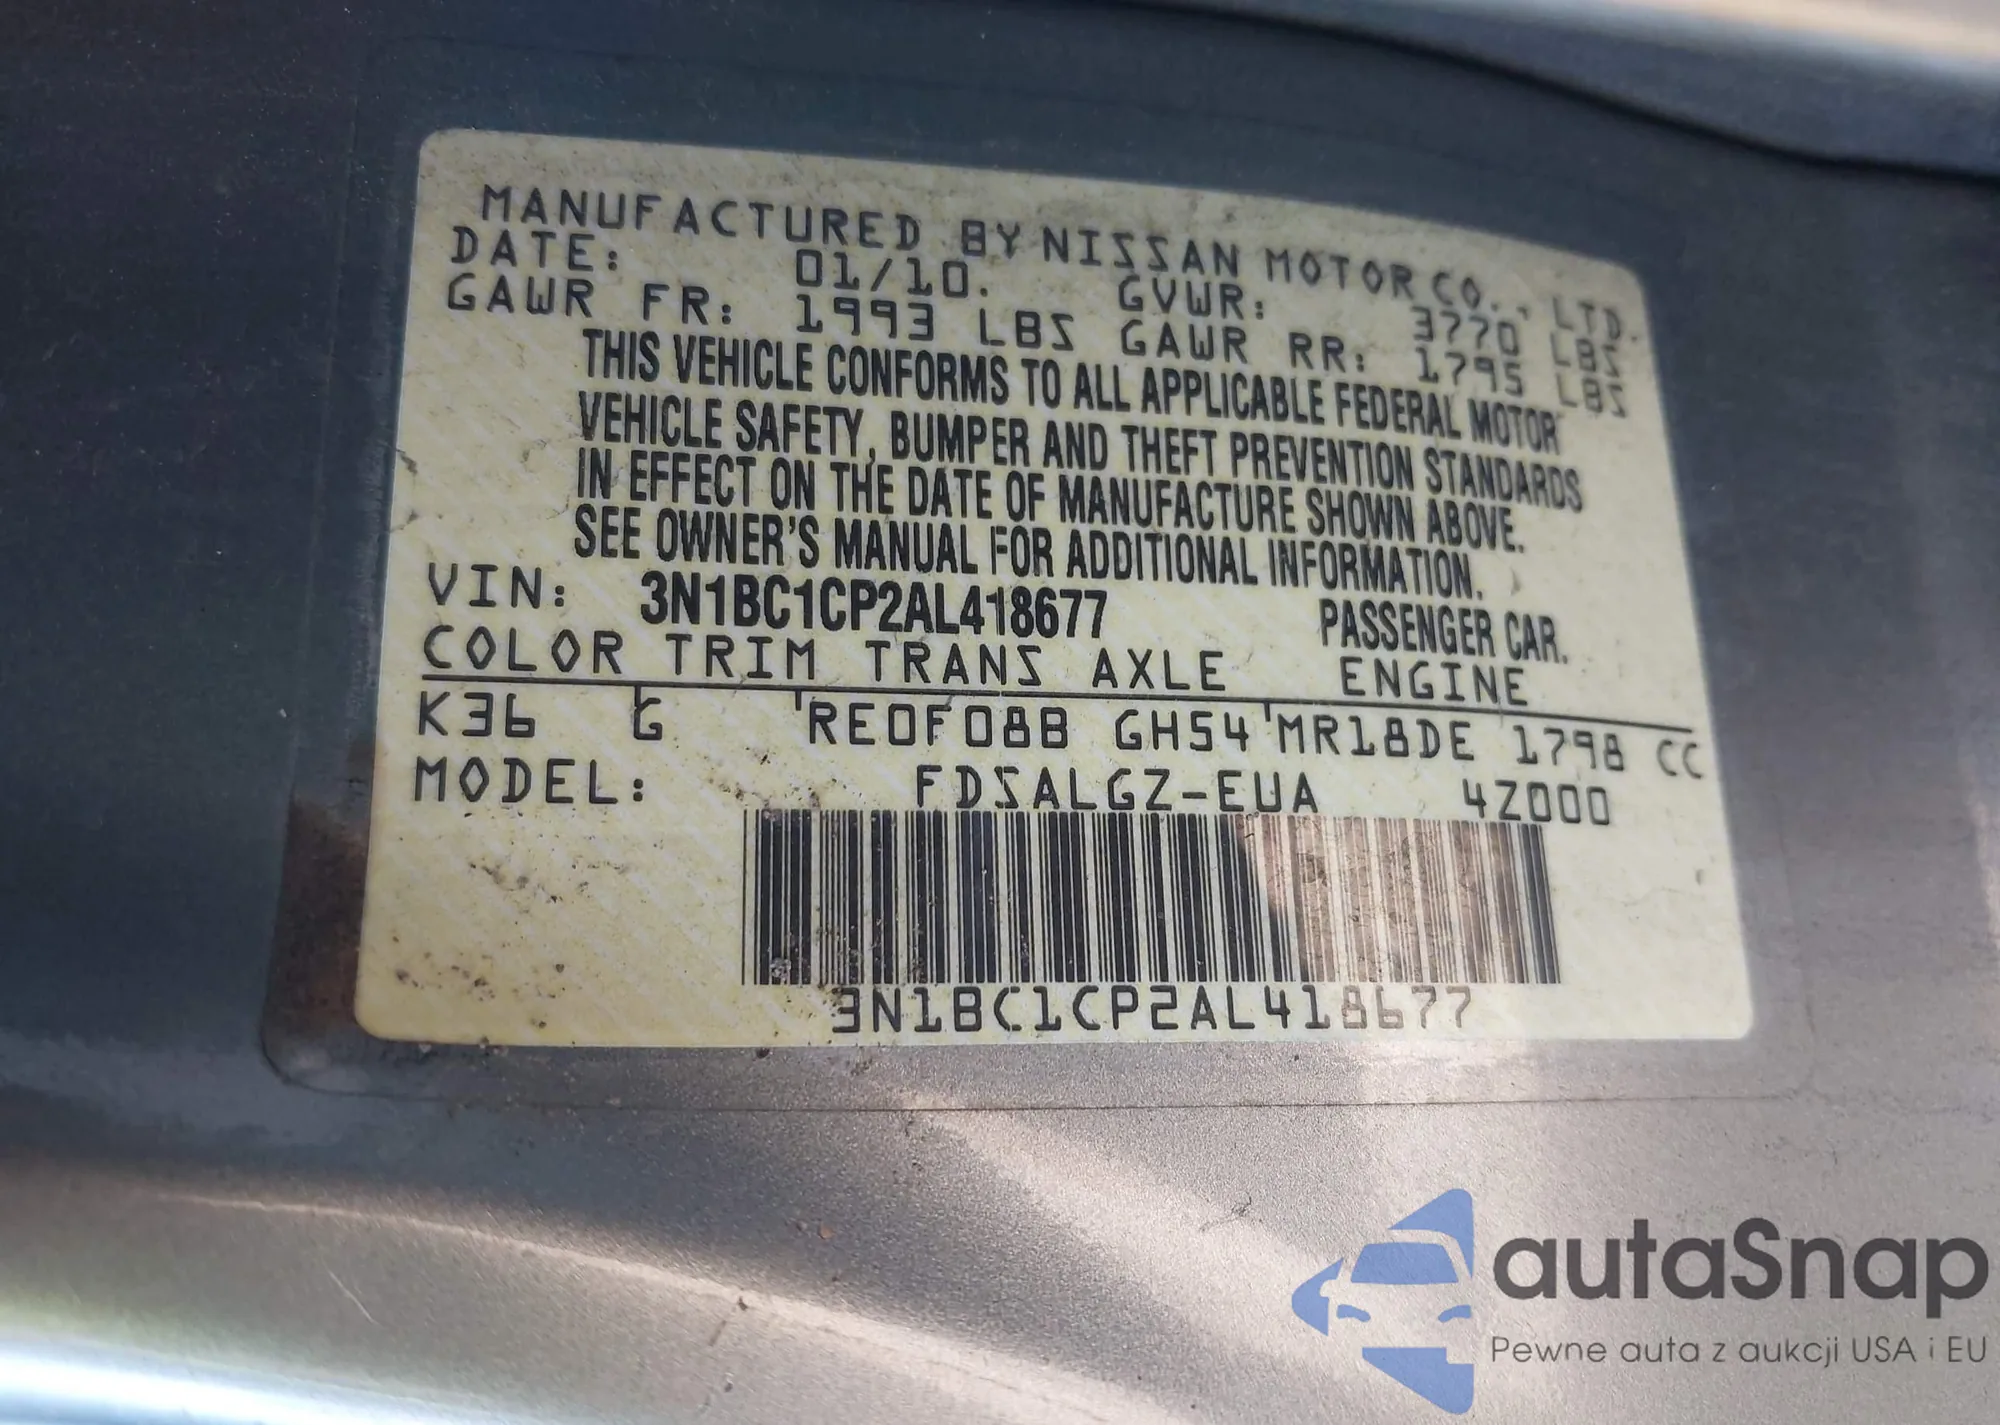 MANUFACTURED BY NISSAN MOTOR CO., LTD.
DATE: 01/10. GVWR: 3770 LBS
GAWR FR: 1993 LBS GAWR RR: 1795 LBS
THIS VEHICLE CONFORMS TO ALL APPLICABLE FEDERAL MOTOR
VEHICLE SAFETY, BUMPER AND THEFT PREVENTION STANDARDS
IN EFFECT ON THE DATE OF MANUFACTURE SHOWN ABOVE.
SEE OWNER'S MANUAL FOR ADDITIONAL INFORMATION.
VIN: 3N1BC1CP2AL418677 PASSENGER CAR.
COLOR TRIM TRANS AXLE ENGINE
K36 G RE0F08B GH54 MR18DE 1798 CC
MODEL: FDSALGZ-EUA 4Z000
3N1BC1CP2AL418677
autaSnap
Pewne auta z aukcji USA i EU